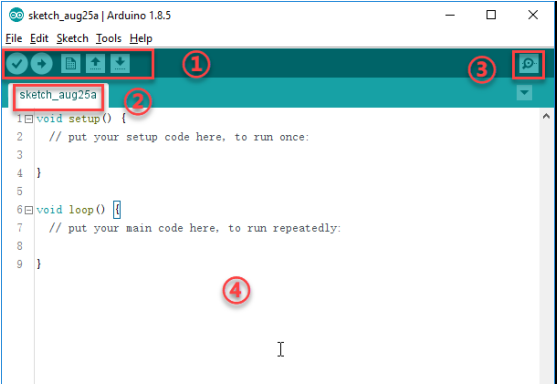 sketch_aug25a | Arduino 1.8.5
File Edit Sketch Tools Help
①
③
sketch_aug25a
②
1 void setup() {
2 // put your setup code here, to run once:
3
4 }
5
6 void loop() {
7 // put your main code here, to run repeatedly:
8
9 }
④